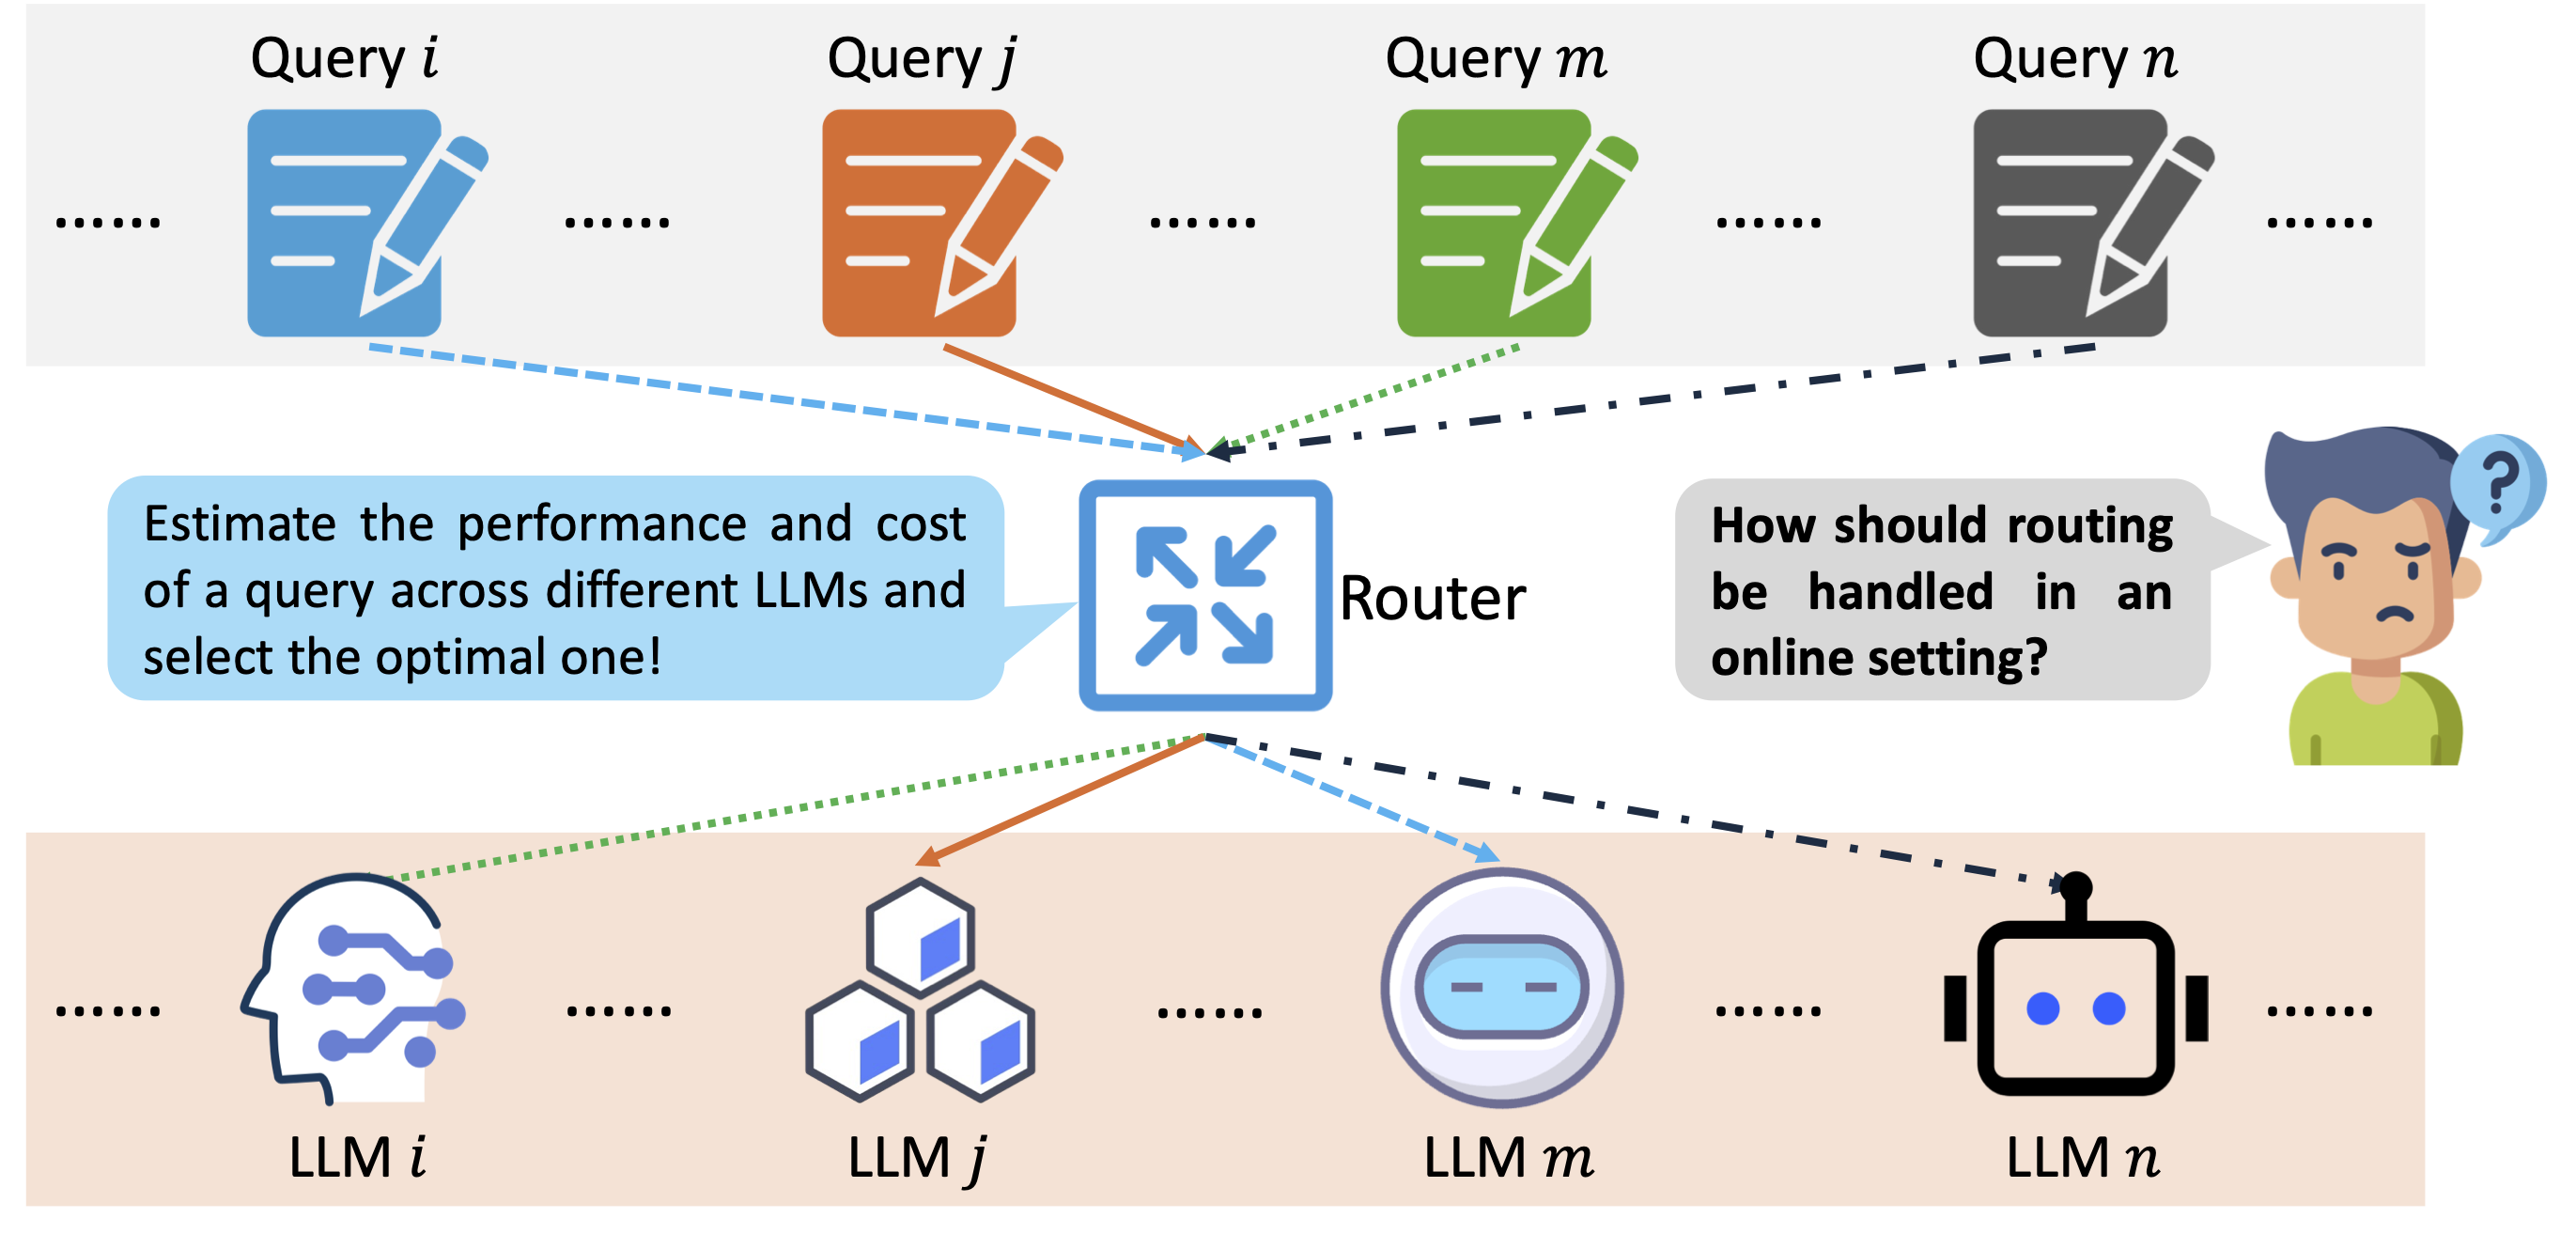 Query i
Query j
Query m
Query n
......
......
......
......
......
Estimate the performance and cost
of a query across different LLMs and
select the optimal one!
Router
How should routing
be handled in an
online setting?
?
......
......
......
......
......
LLM i
LLM j
LLM m
LLM n